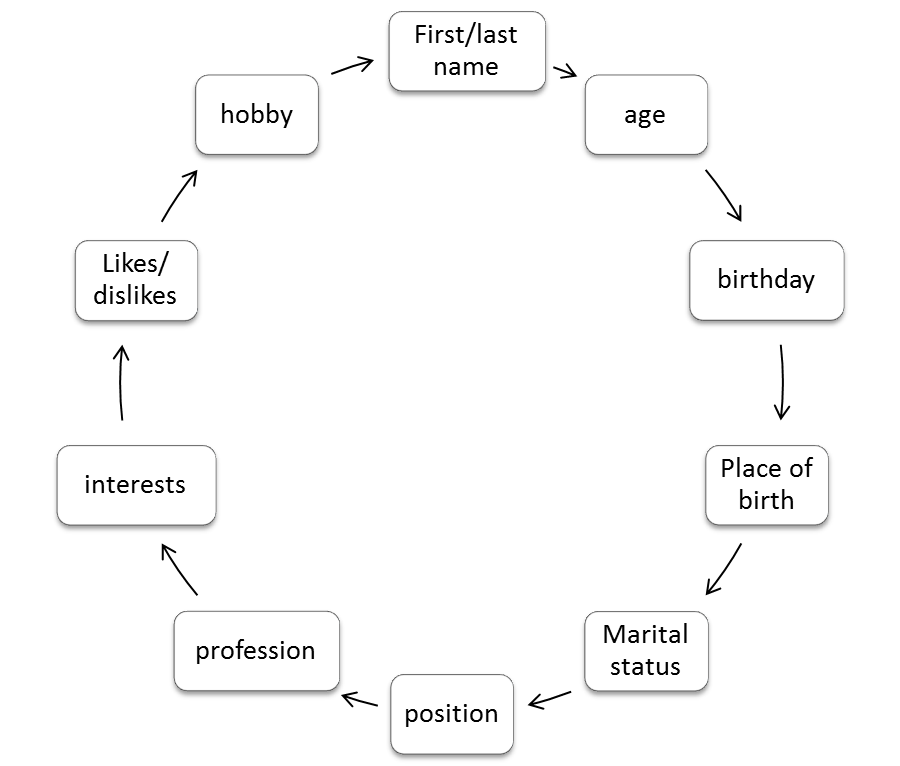 First/last
name
age
birthday
Place of
birth
Marital
status
position
profession
interests
Likes/
dislikes
hobby